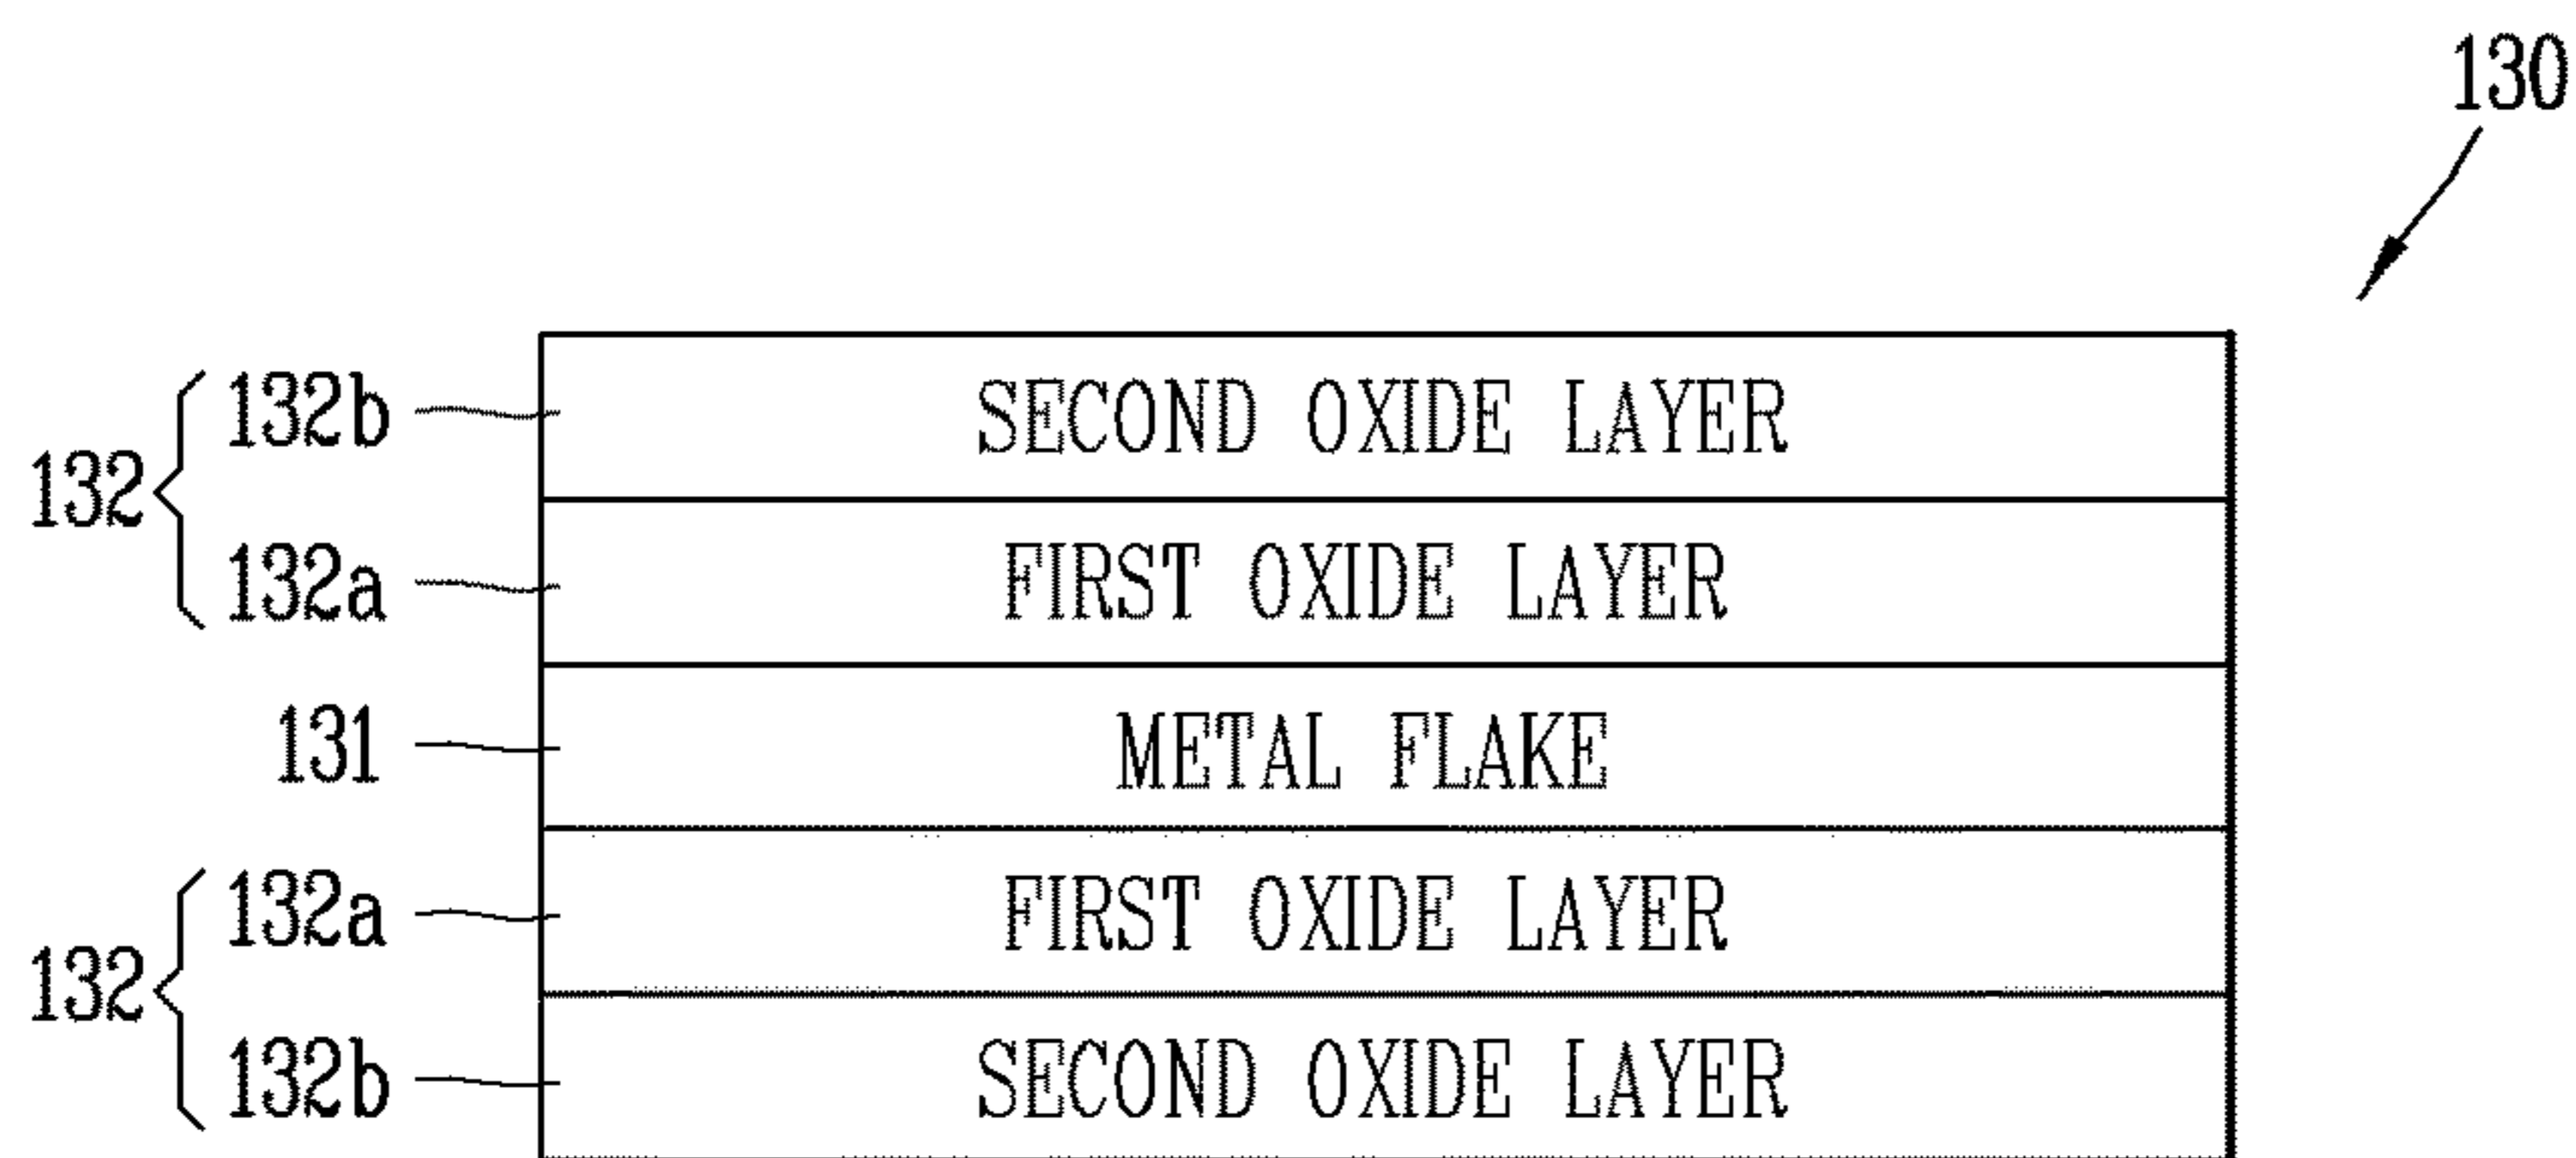 130
132b SECOND OXIDE LAYER
132
132a FIRST OXIDE LAYER
131 METAL FLAKE
132a FIRST OXIDE LAYER
132
132b SECOND OXIDE LAYER